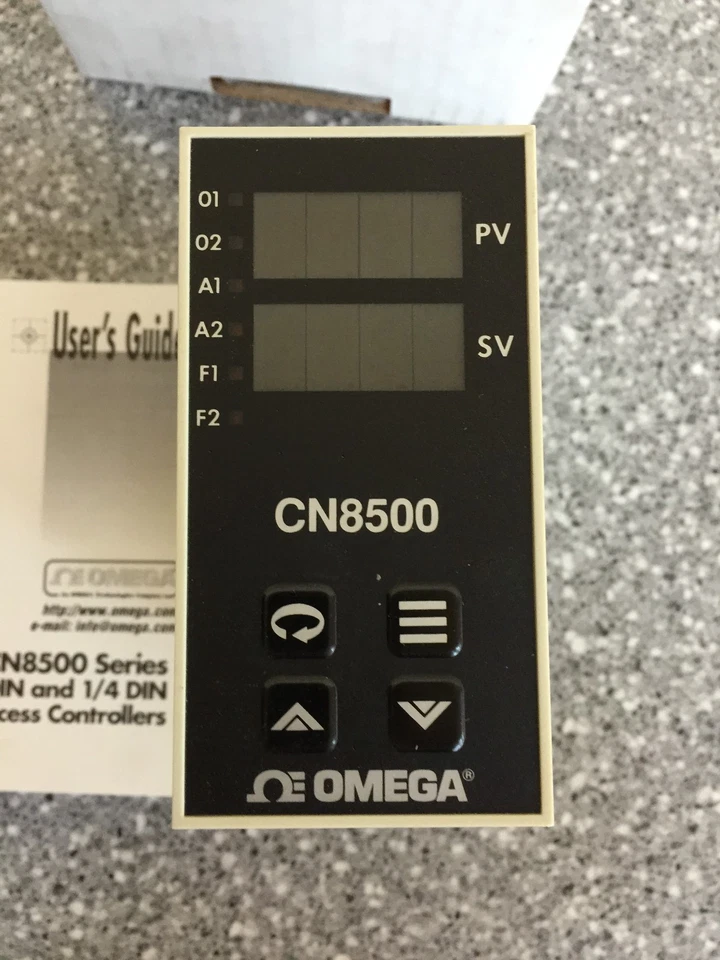 O1
PV
O2
A1
A2
SV
F1
F2
CN8500
OMEGA®
User's Guide
OMEGA
http://www.omega.com
e-mail: info@omega.com
N8500 Series
IN and 1/4 DIN
cess Controllers